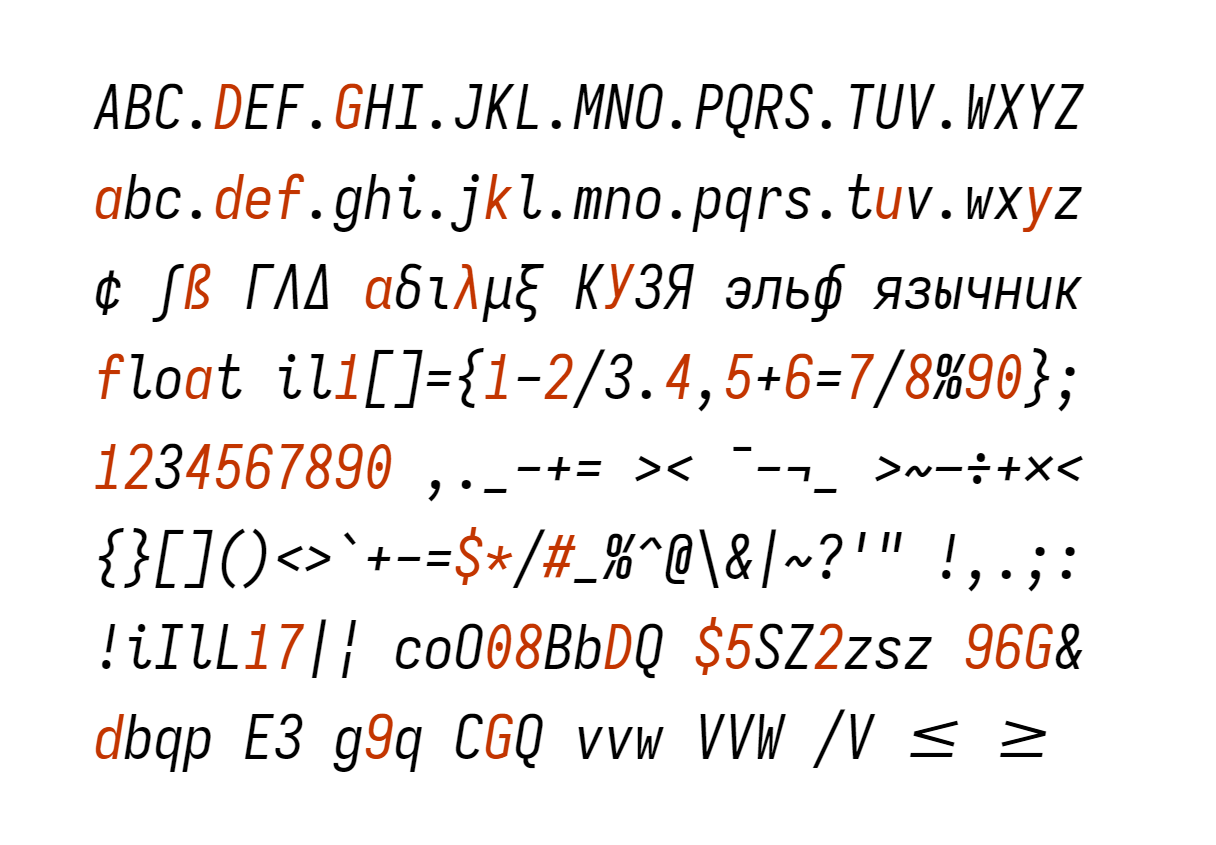 ABC.DEF.GHI.JKL.MNO.PQRS.TUV.WXYZ
abc.def.ghi.jkl.mno.pqrs.tuv.wxyz
¢ ∫ß ΓΛΔ αδιλμξ КУЗЯ эльф язычник
float il1[]={1-2/3.4,5+6=7/8%90};
1234567890 ,._-+= >< ¯-¬_ >~–÷+×<
{}[]()<>`+-=$*/#_%^@\&|~?'" !,.;:
!iIlL17|¦ coO08BbDQ $5SZ2zsz 96G&
dbqp E3 g9q CGQ vvw VVW /V ≤ ≥